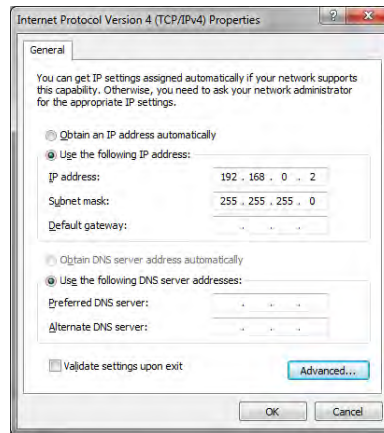 Internet Protocol Version 4 (TCP/IPv4) Properties
General
You can get IP settings assigned automatically if your network supports
this capability. Otherwise, you need to ask your network administrator
for the appropriate IP settings.
Obtain an IP address automatically
Use the following IP address:
IP address: 192 . 168 . 0 . 2
Subnet mask: 255 . 255 . 255 . 0
Default gateway: . . .
Obtain DNS server address automatically
Use the following DNS server addresses:
Preferred DNS server: . . .
Alternate DNS server: . . .
Validate settings upon exit
Advanced...
OK Cancel